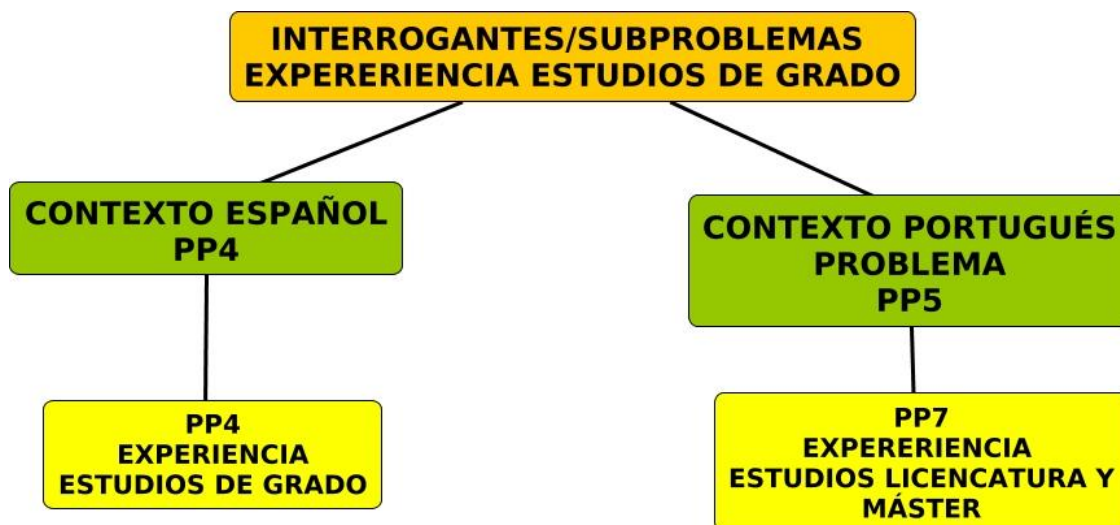 INTERROGANTES/SUBPROBLEMAS
EXPERERIENCIA ESTUDIOS DE GRADO
CONTEXTO ESPAÑOL
PP4
CONTEXTO PORTUGUÉS
PROBLEMA
PP5
PP4
EXPERIENCIA
ESTUDIOS DE GRADO
PP7
EXPERERIENCIA
ESTUDIOS LICENCATURA Y
MÁSTER